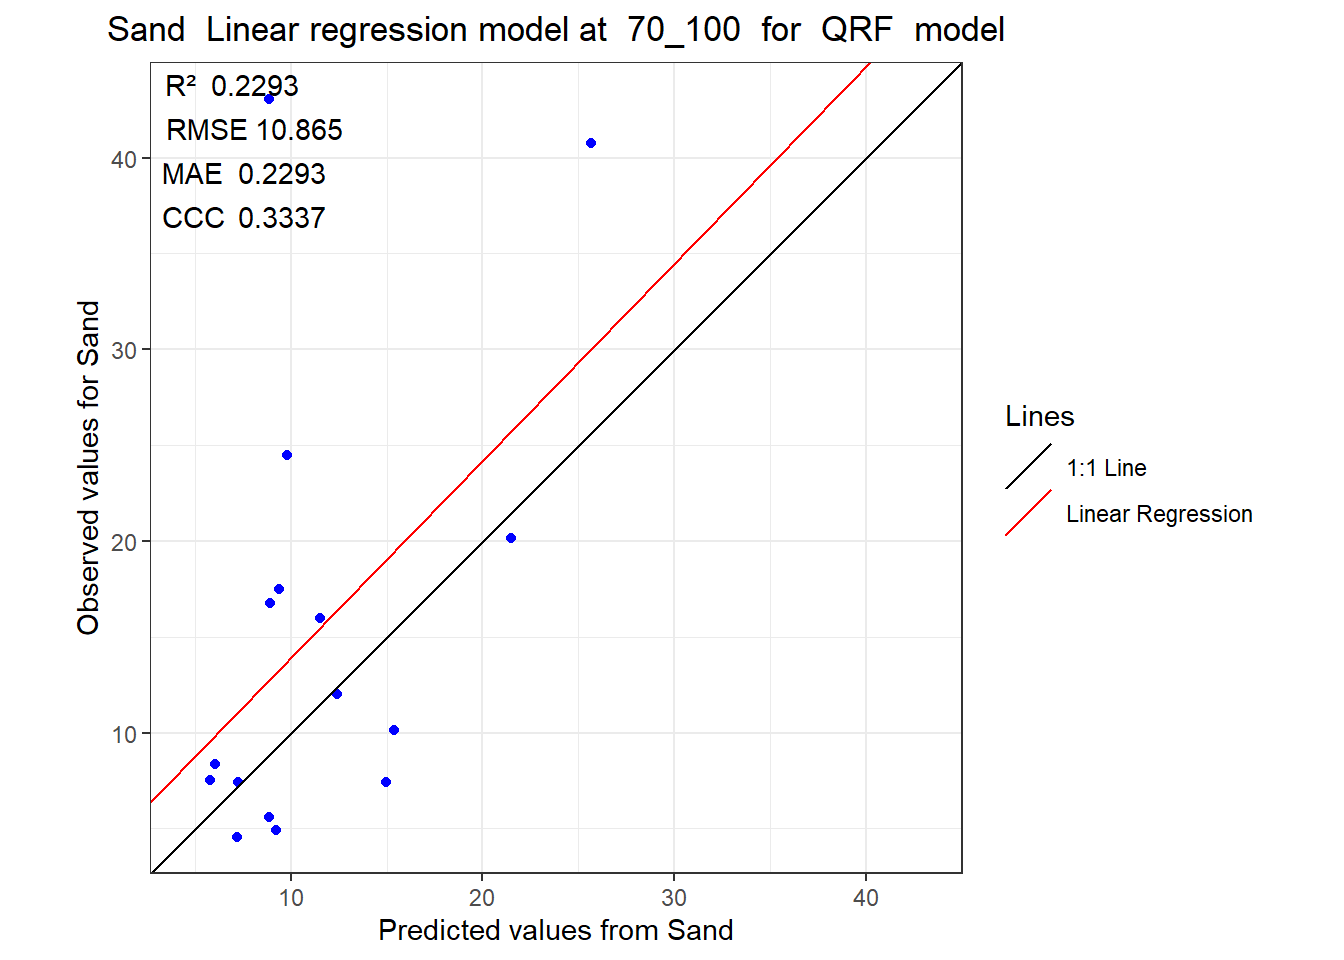 Sand  Linear regression model at  70_100  for  QRF  model
R²  0.2293
RMSE 10.865
MAE  0.2293
CCC  0.3337
40
30
20
10
Observed values for Sand
10 20 30 40
Predicted values from Sand
Lines
1:1 Line
Linear Regression